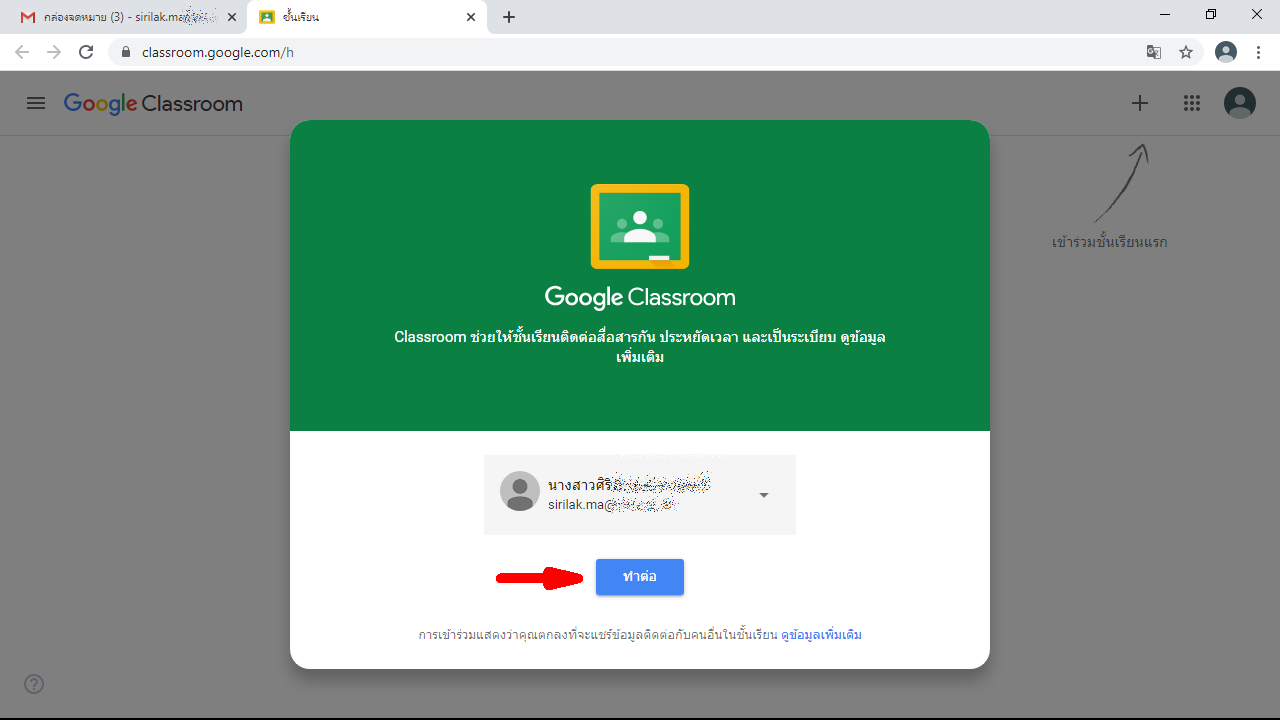 กล่องจดหมาย (3) - sirilak.ma
ชั้นเรียน
classroom.google.com/h
Google Classroom
เข้าร่วมชั้นเรียนแรก
Google Classroom
Classroom ช่วยให้ชั้นเรียนติดต่อสื่อสารกัน ประหยัดเวลา และเป็นระเบียบ ดูข้อมูล
เพิ่มเติม
นางสาวศิริ
sirilak.ma@
ทำต่อ
การเข้าร่วมแสดงว่าคุณตกลงที่จะแชร์ข้อมูลติดต่อกับคนอื่นในชั้นเรียน ดูข้อมูลเพิ่มเติม